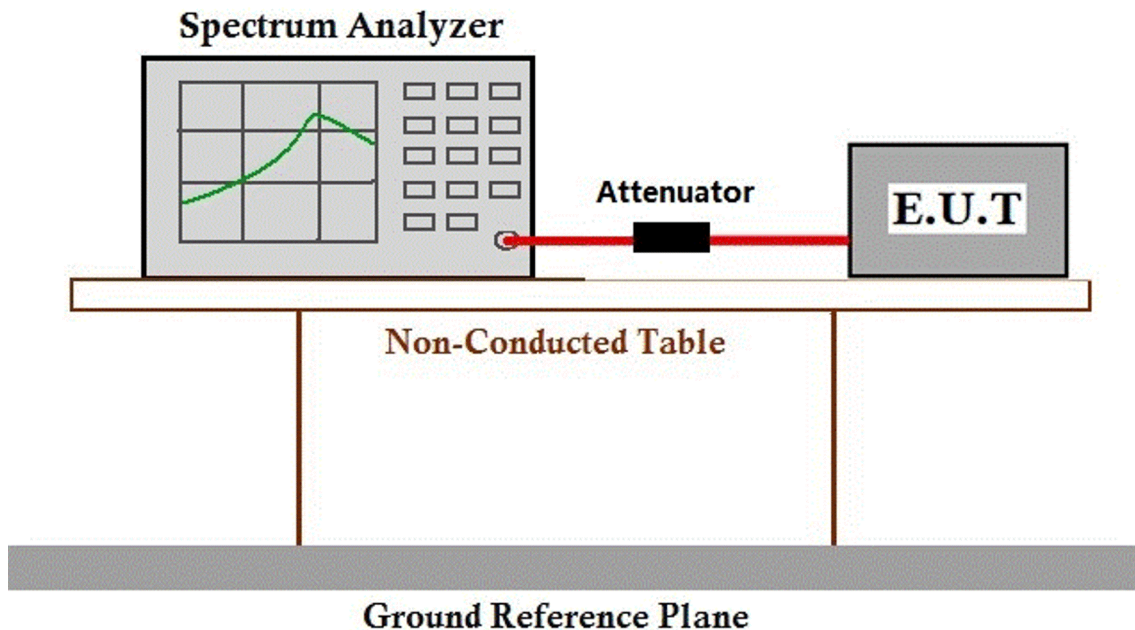 Spectrum Analyzer
Attenuator
E.U.T
Non-Conducted Table
Ground Reference Plane